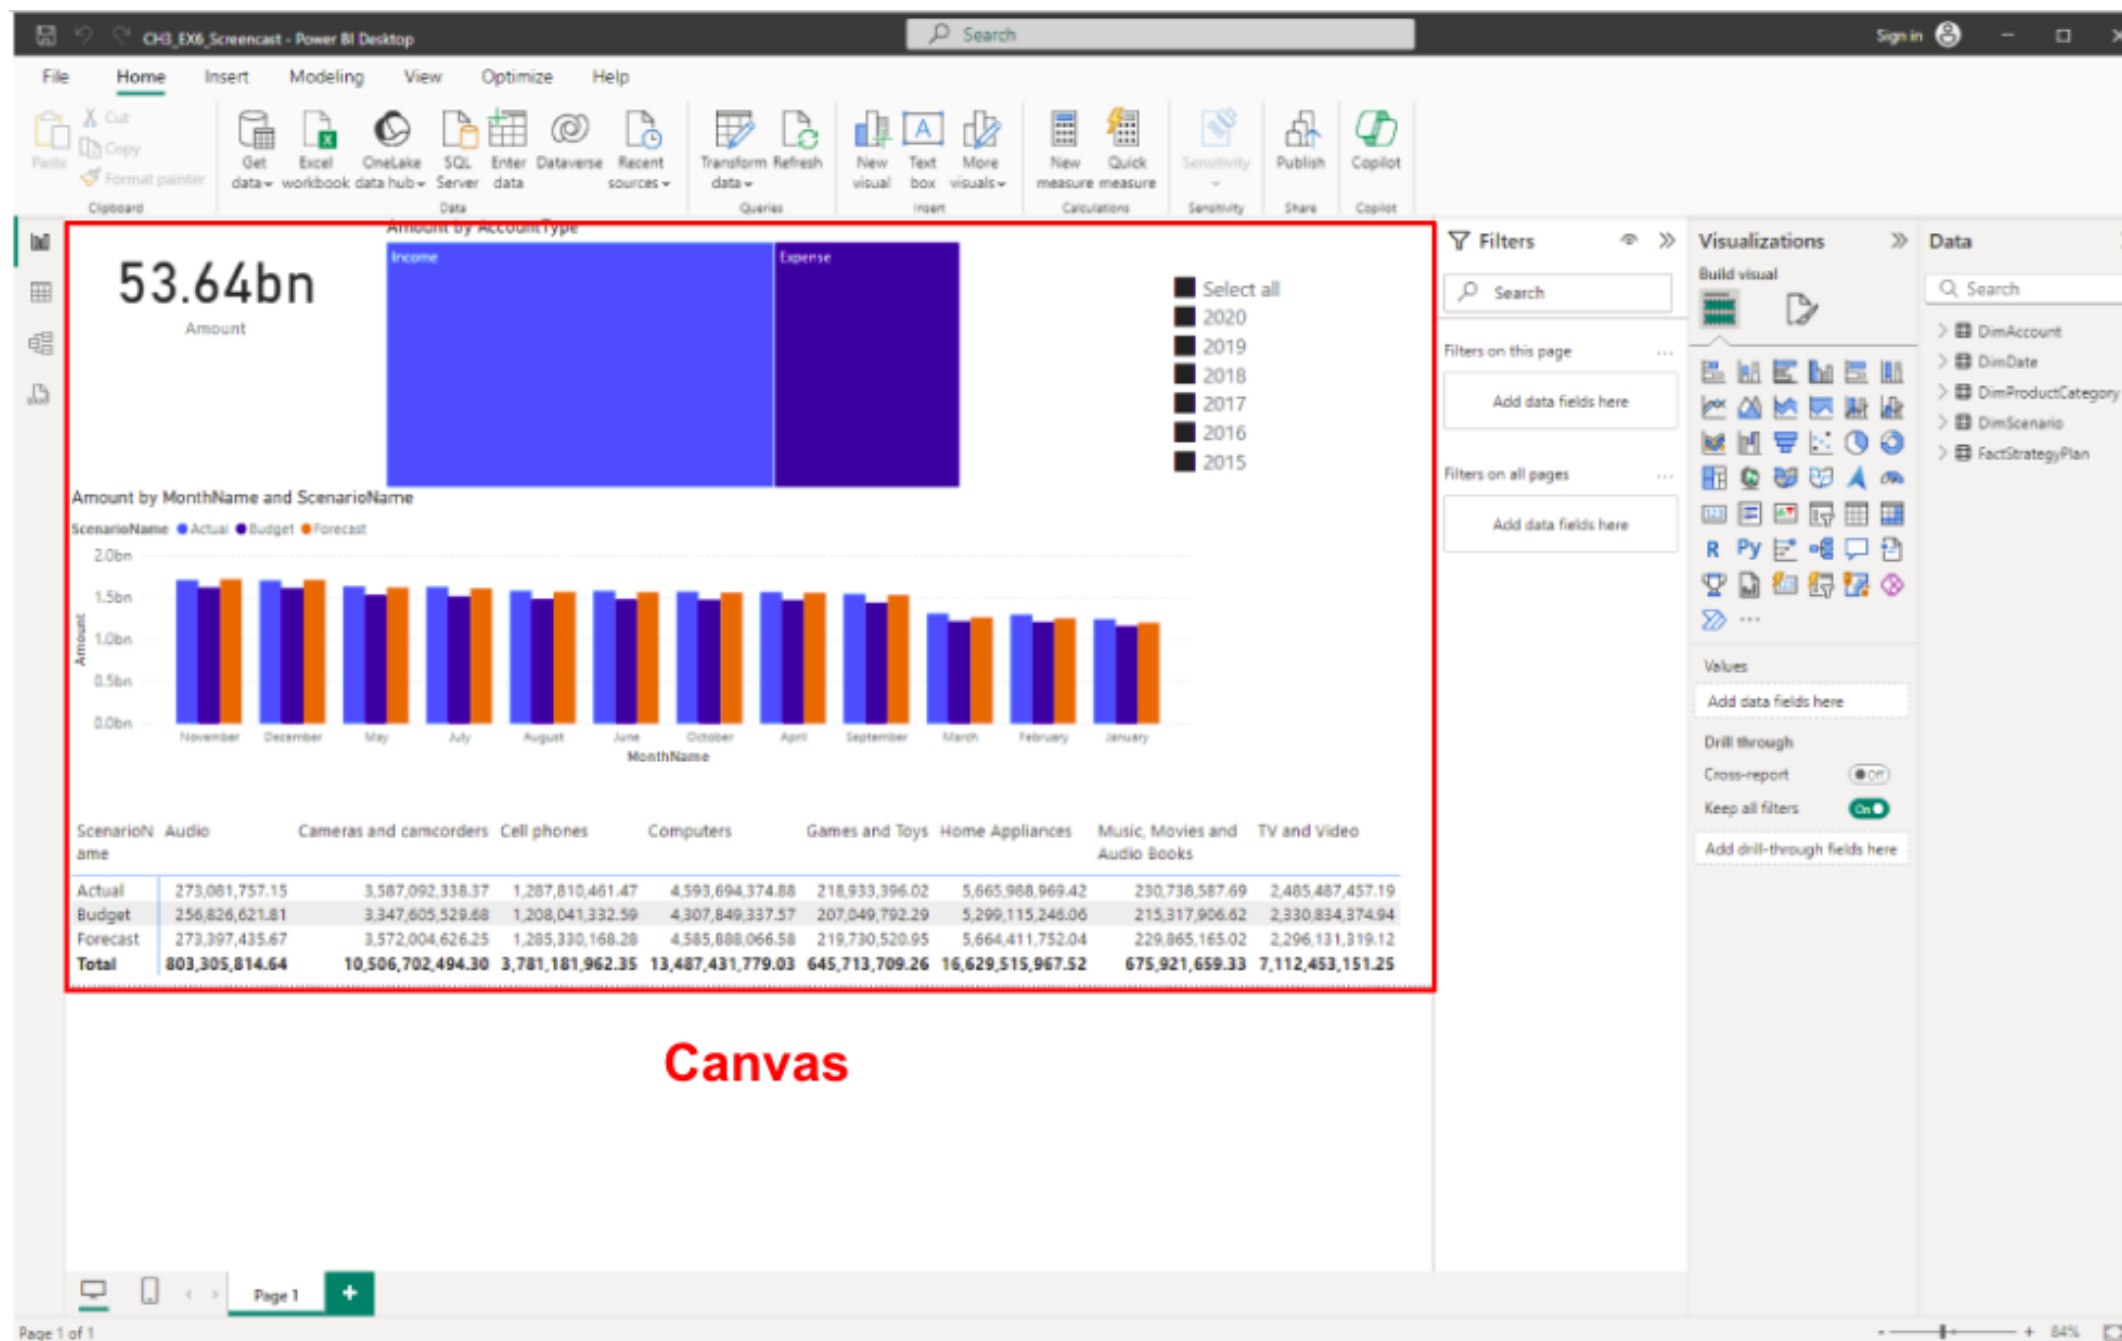 CH3_EX6_Screencast - Power BI Desktop
Search
Sign in
File Home Insert Modeling View Optimize Help
Paste
Cut
Copy
Format painter
Clipboard
Get data
Excel workbook
OneLake data hub
SQL Server
Enter data
Dataverse
Recent sources
Data
Transform data
Refresh
Queries
New visual
Text box
More visuals
Insert
New measure
Quick measure
Calculations
Sensitivity
Sensitivity
Publish
Share
Copilot
Copilot
53.64bn
Amount
Amount by AccountType
Income
Expense
Select all
2020
2019
2018
2017
2016
2015
Amount by MonthName and ScenarioName
ScenarioName Actual Budget Forecast
2.0bn
1.5bn
1.0bn
0.5bn
0.0bn
Amount
November December May July August June October April September March February January
MonthName
ScenarioN Audio Cameras and camcorders Cell phones Computers Games and Toys Home Appliances Music, Movies and TV and Video
ame Audio Books
Actual 273,081,757.15 3,587,092,338.37 1,287,810,461.47 4,593,694,374.88 218,933,396.02 5,665,988,969.42 230,738,587.69 2,485,487,457.19
Budget 256,826,621.81 3,347,605,529.68 1,208,041,332.59 4,307,849,337.57 207,049,792.29 5,299,115,246.06 215,317,906.62 2,330,834,374.94
Forecast 273,397,435.67 3,572,004,626.25 1,285,330,168.28 4,585,888,066.58 219,730,520.95 5,664,411,752.04 229,865,165.02 2,296,131,319.12
Total 803,305,814.64 10,506,702,494.30 3,781,181,962.35 13,487,431,779.03 645,713,709.26 16,629,515,967.52 675,921,659.33 7,112,453,151.25
Canvas
Filters
Search
Filters on this page
Add data fields here
Filters on all pages
Add data fields here
Visualizations
Build visual
123
R Py
Values
Add data fields here
Drill through
Cross-report Off
Keep all filters On
Add drill-through fields here
Data
Search
DimAccount
DimDate
DimProductCategory
DimScenario
FactStrategyPlan
Page 1
Page 1 of 1
84%